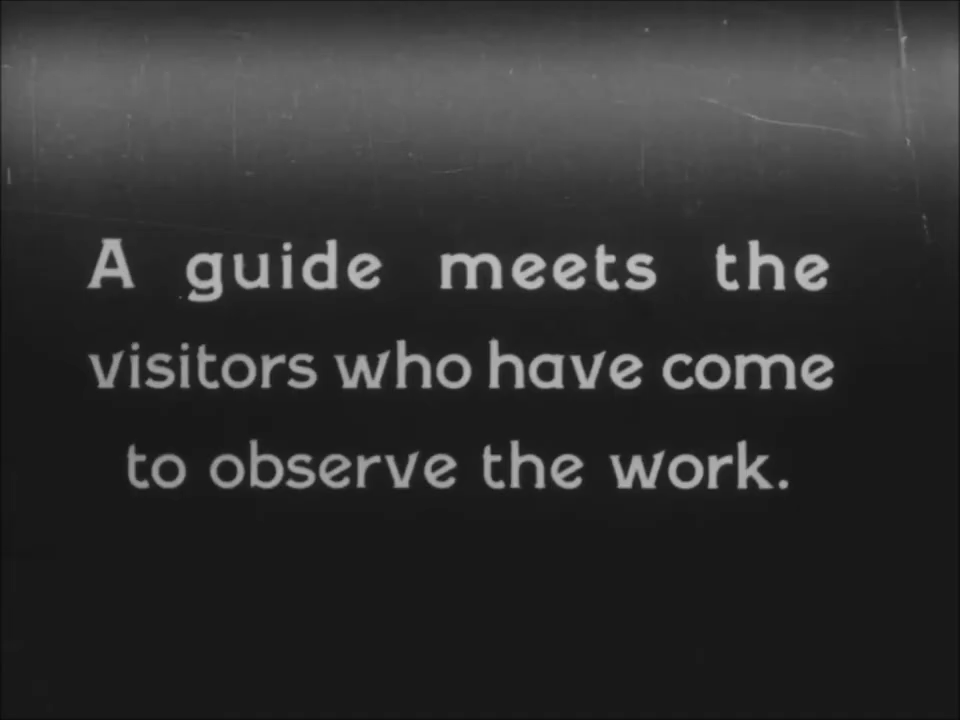 A guide meets the
visitors who have come
to observe the work.